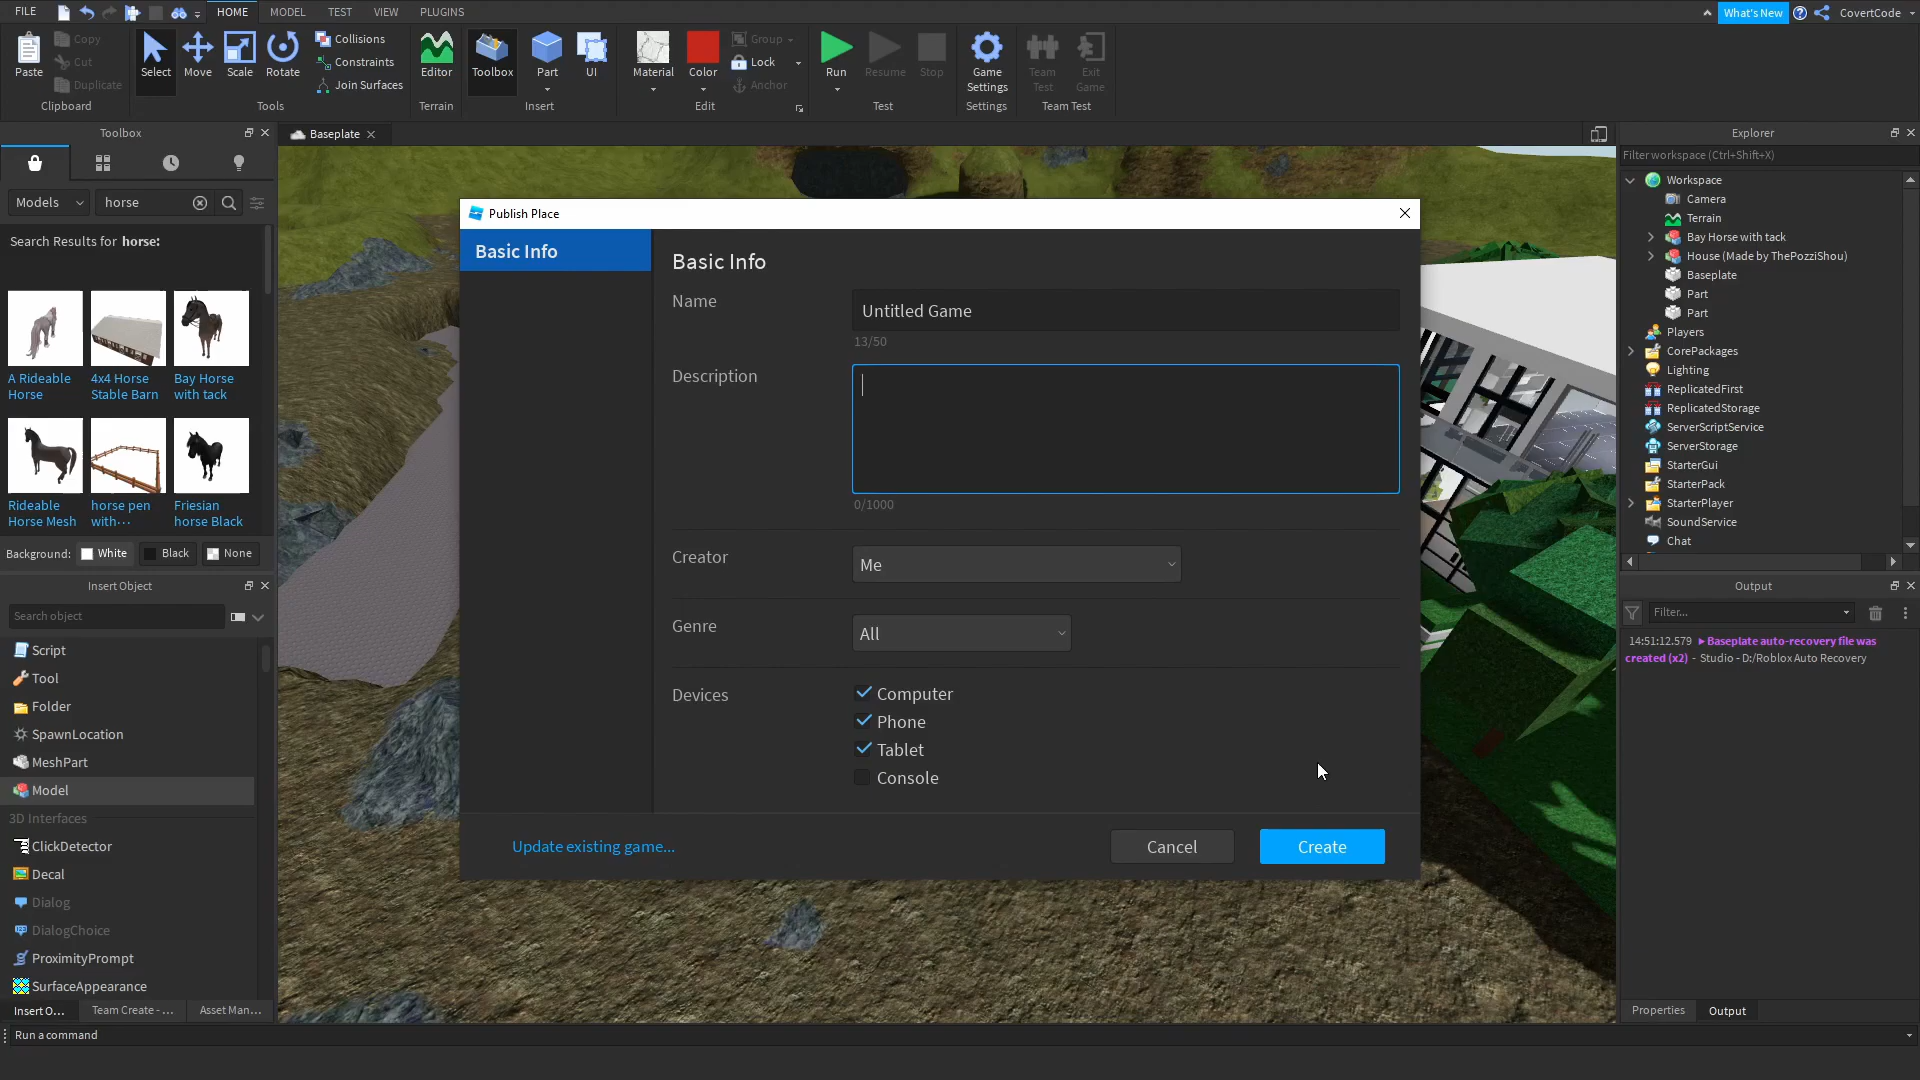 FILE
HOME
MODEL
TEST
VIEW
PLUGINS
What's New
CovertCode
Paste
Copy
Cut
Duplicate
Clipboard
Select
Move
Scale
Rotate
Collisions
Constraints
Join Surfaces
Tools
Editor
Terrain
Toolbox
Part
UI
Insert
Material
Color
Group
Lock
Anchor
Edit
Run
Resume
Stop
Test
Game
Settings
Settings
Team
Test
Exit
Game
Team Test
Toolbox
Models
horse
Search Results for horse:
A Rideable
Horse
4x4 Horse
Stable Barn
Bay Horse
with tack
Rideable
Horse Mesh
horse pen
with···
Friesian
horse Black
Background:
White
Black
None
Insert Object
Search object
Script
Tool
Folder
SpawnLocation
MeshPart
Model
3D Interfaces
ClickDetector
Decal
Dialog
DialogChoice
ProximityPrompt
SurfaceAppearance
Insert O...
Team Create - ...
Asset Man...
Run a command
Baseplate
Publish Place
Basic Info
Basic Info
Name
Untitled Game
13/50
Description
0/1000
Creator
Me
Genre
All
Devices
Computer
Phone
Tablet
Console
Update existing game...
Cancel
Create
Explorer
Filter workspace (Ctrl+Shift+X)
Workspace
Camera
Terrain
Bay Horse with tack
House (Made by ThePozziShou)
Baseplate
Part
Part
Players
CorePackages
Lighting
ReplicatedFirst
ReplicatedStorage
ServerScriptService
ServerStorage
StarterGui
StarterPack
StarterPlayer
SoundService
Chat
Output
Filter...
14:51:12.579 ▸ Baseplate auto-recovery file was
created (x2) - Studio - D:/Roblox Auto Recovery
Properties
Output